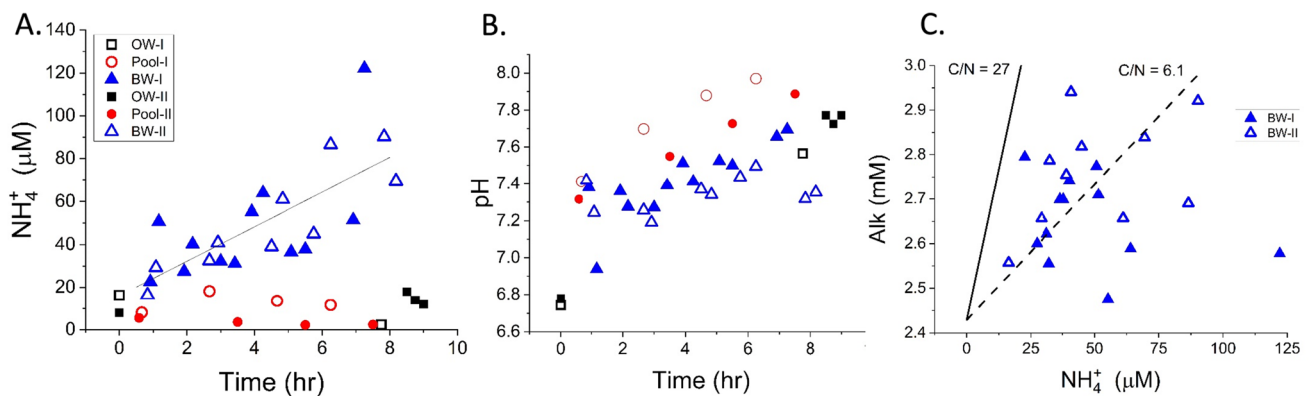 A.
NH₄⁺ (μM)
140
120
100
80
60
40
20
0
OW-I
Pool-I
BW-I
OW-II
Pool-II
BW-II
0 2 4 6 8 10
Time (hr)
B.
pH
8.0
7.8
7.6
7.4
7.2
7.0
6.8
6.6
0 2 4 6 8
Time (hr)
C.
Alk (mM)
3.0
2.9
2.8
2.7
2.6
2.5
2.4
C/N = 27
C/N = 6.1
BW-I
BW-II
0 25 50 75 100 125
NH₄⁺ (μM)